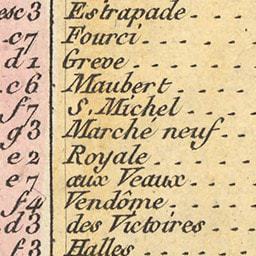 esc3 Estrapade. . .
.c7 Fourci. . . .
d1 Greve. . . . .
.c6 Maubert. . . .
f7 S. Michel. . . .
g3 Marche neuf. . .
e2 Royale. . . .
e7 aux Veaux. . . .
f4 Vendôme. . . .
d3 des Victoires. . .
f3 Halles. . . .